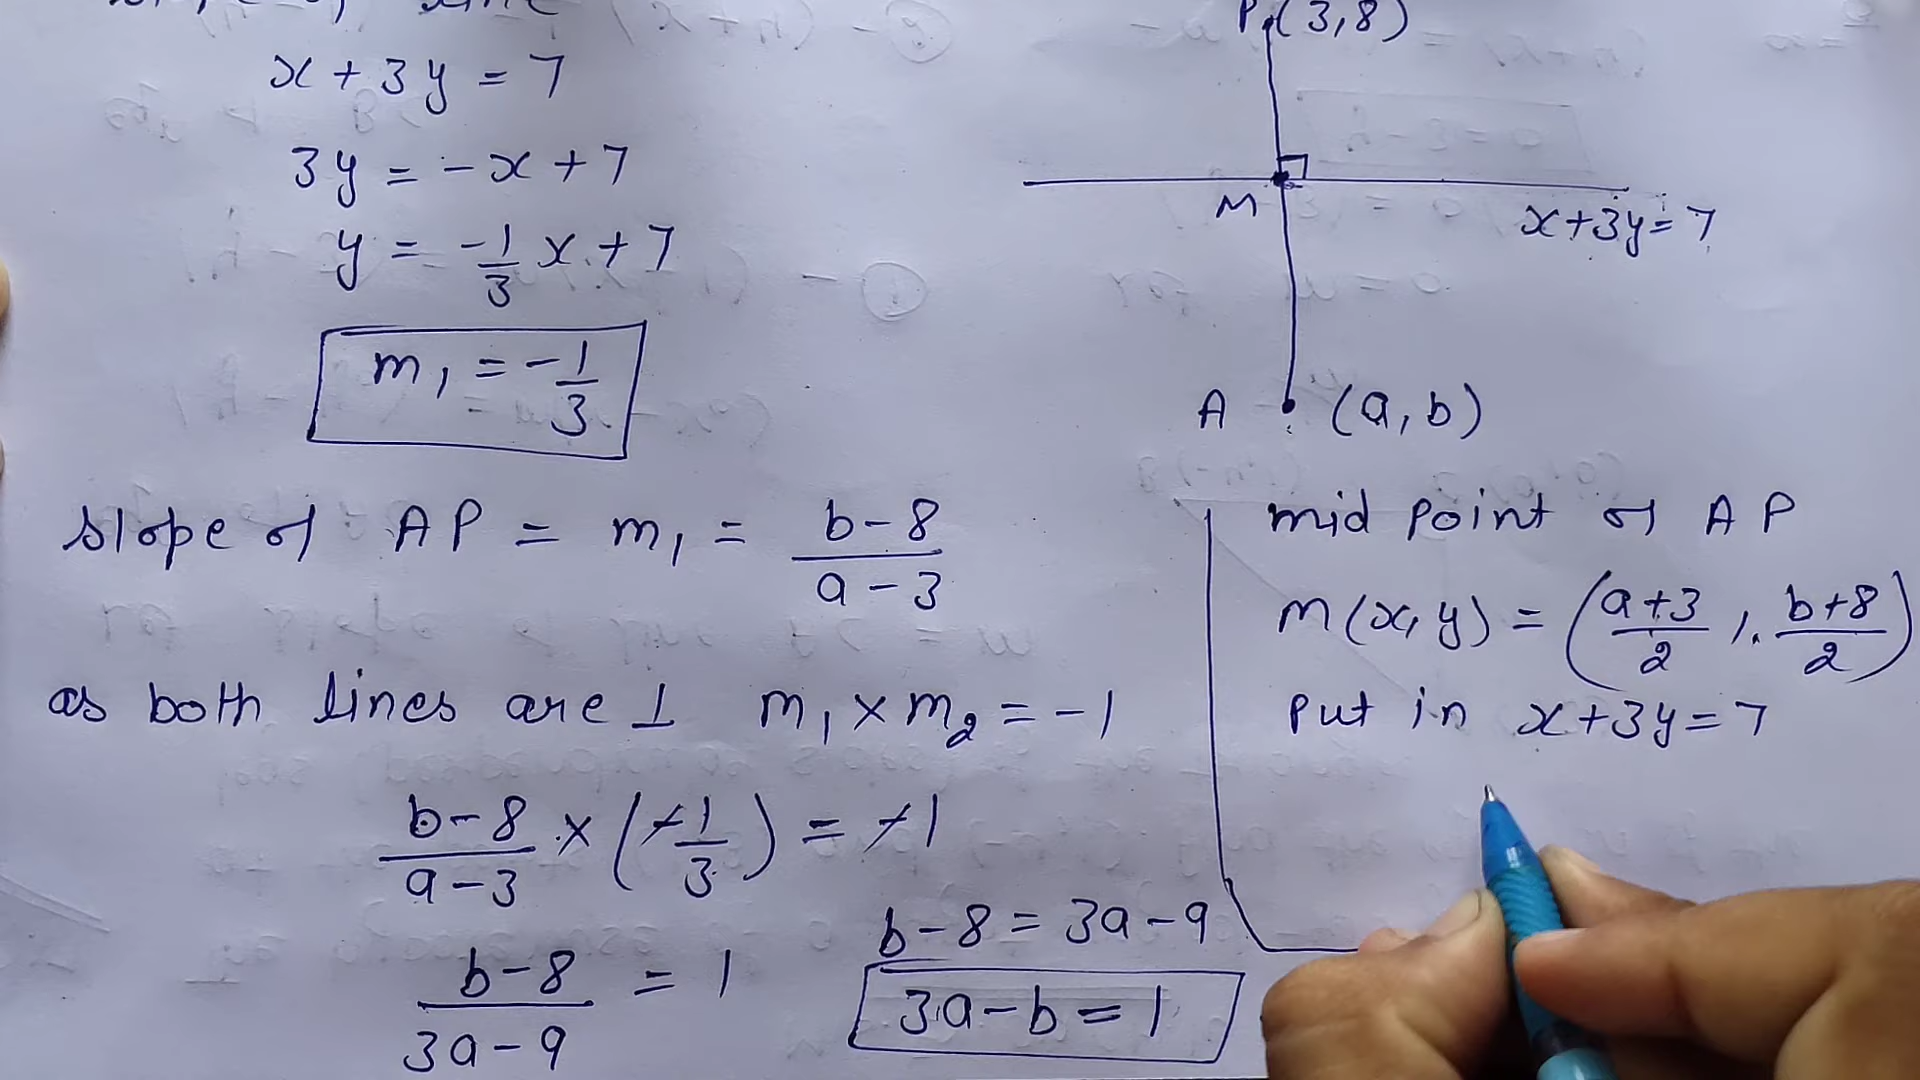 x + 3y = 7
3y = -x + 7
y = -1/3 x + 7
m₁ = -1/3
slope of AP = m₁ = b-8 / a-3
as both lines are ⊥ m₁ × m₂ = -1
b-8 / a-3 × (-1/3) = -1
b-8 / 3a-9 = 1
b-8 = 3a-9
3a-b = 1
P (3,8)
M
x+3y=7
A (a,b)
mid point of AP
M(x,y) = (a+3 / 2 , b+8 / 2)
put in x+3y=7